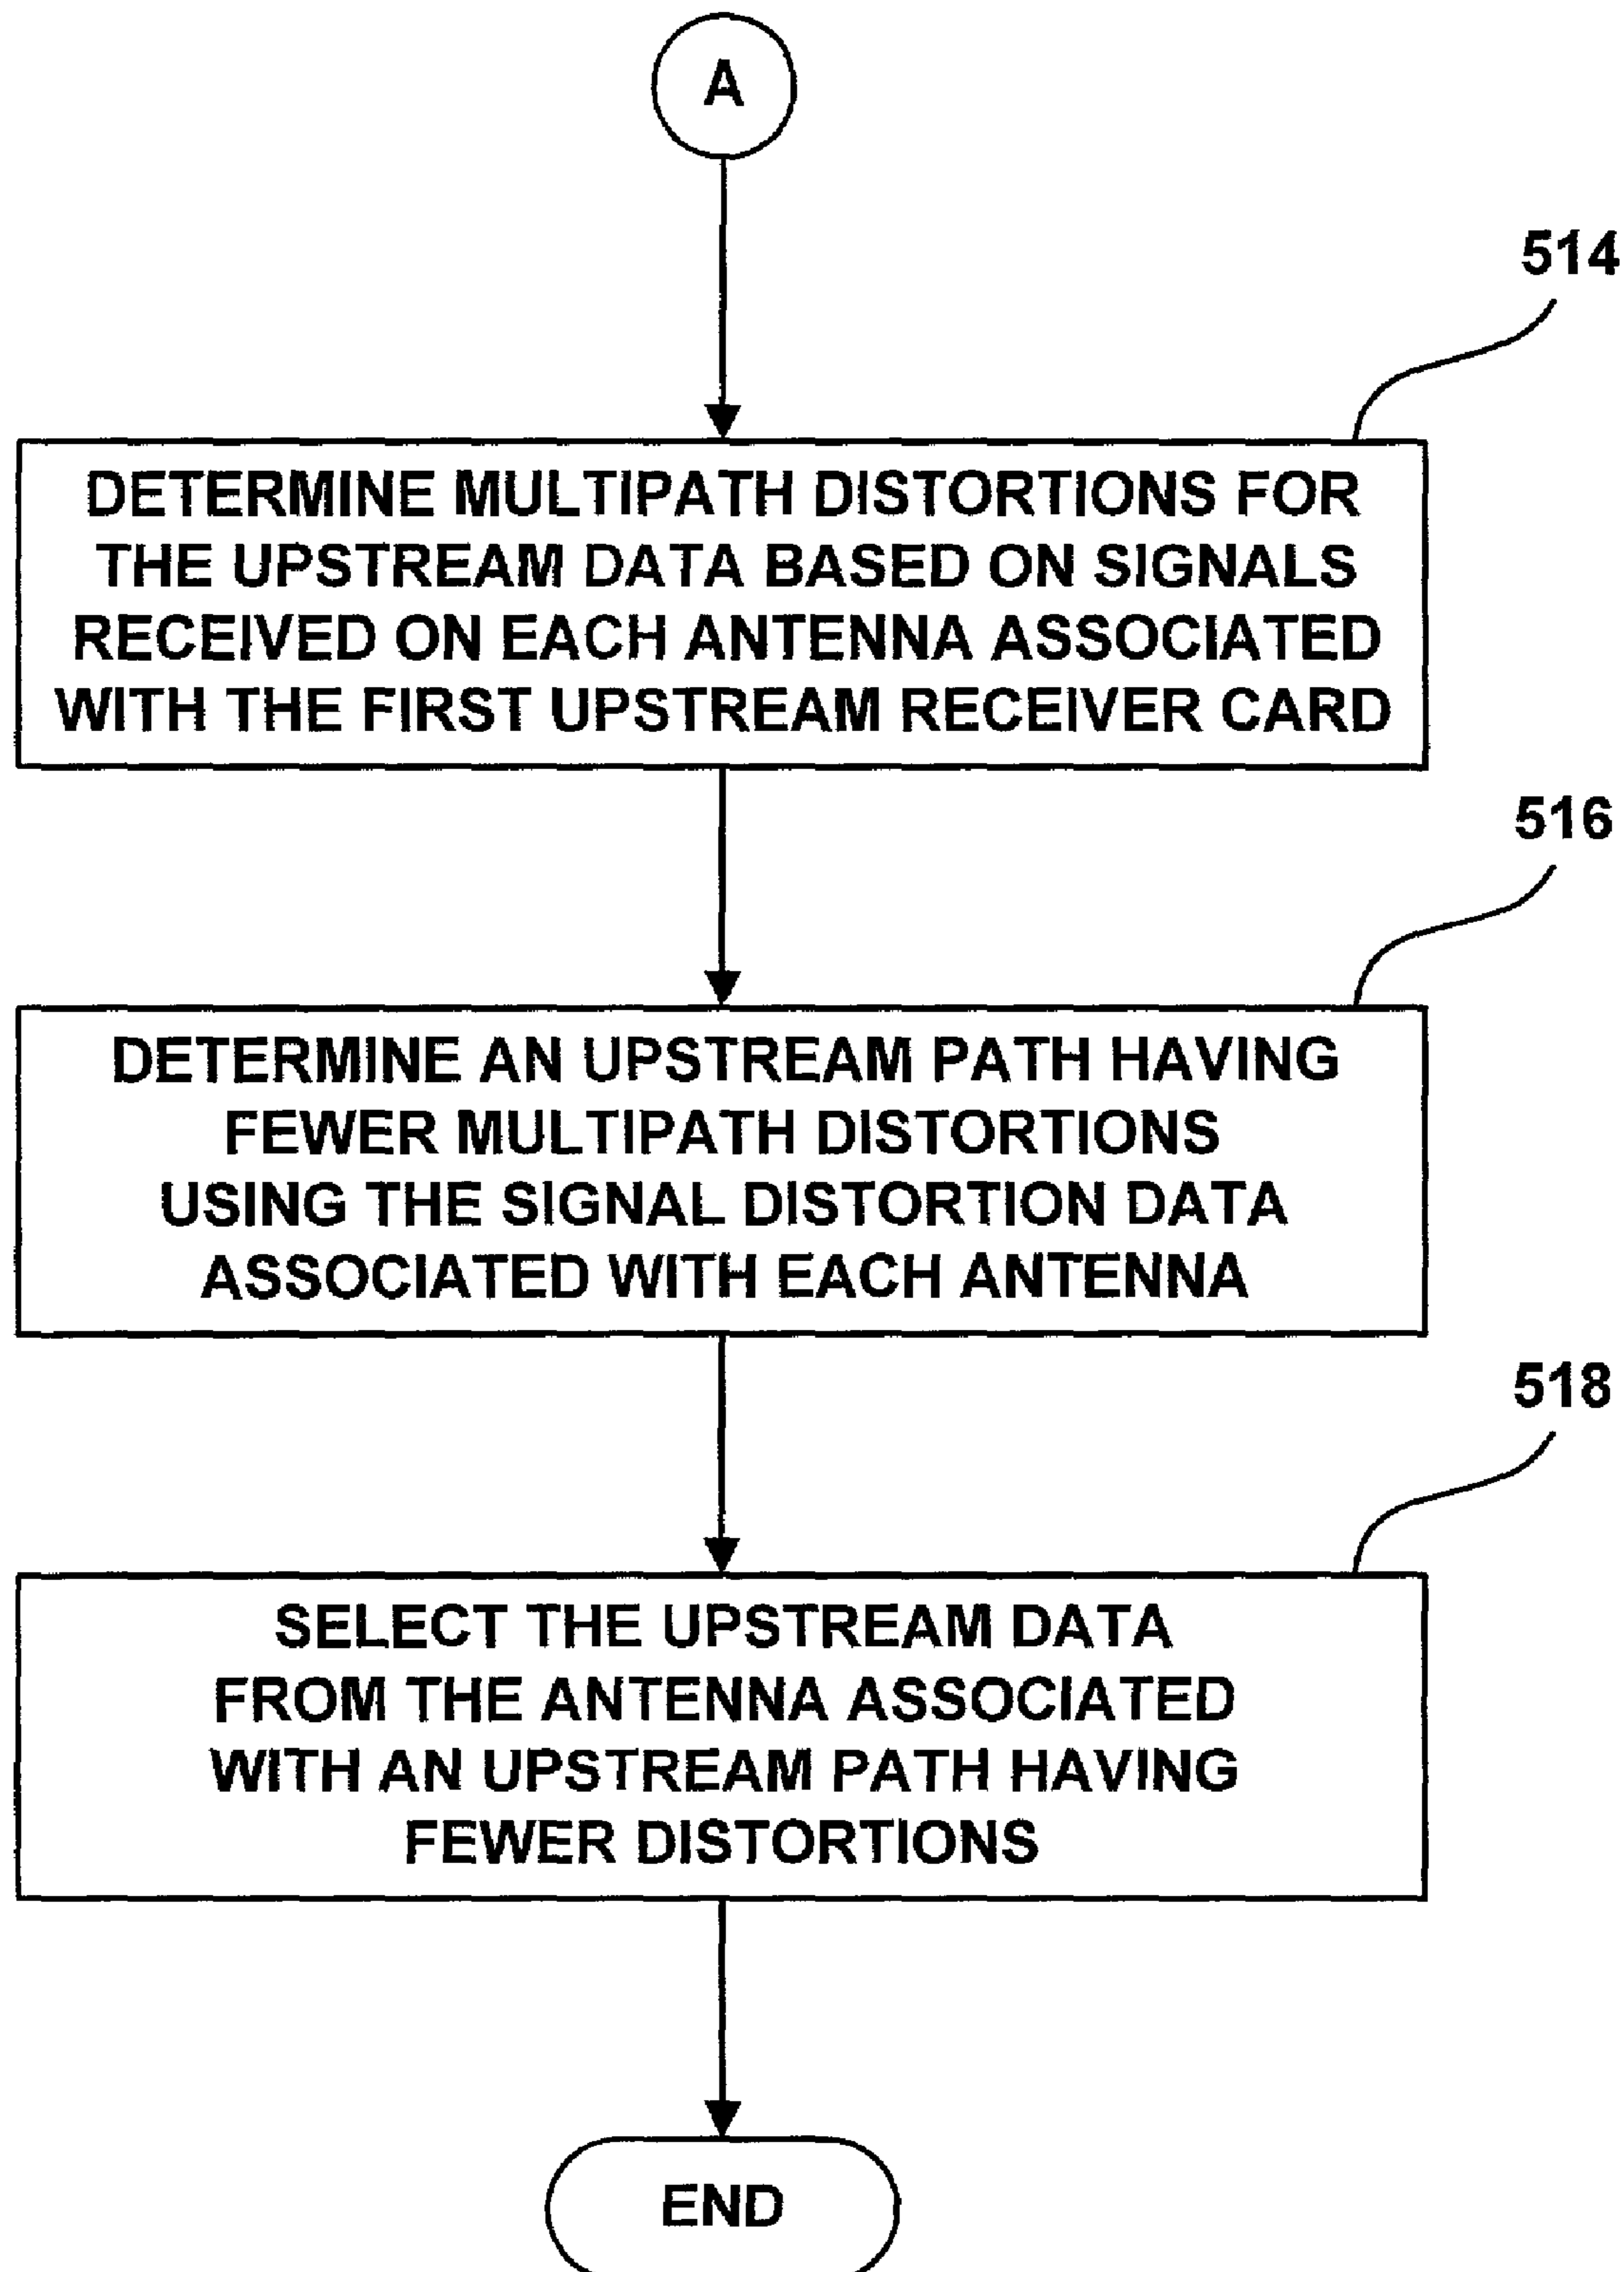 A
514
DETERMINE MULTIPATH DISTORTIONS FOR
THE UPSTREAM DATA BASED ON SIGNALS
RECEIVED ON EACH ANTENNA ASSOCIATED
WITH THE FIRST UPSTREAM RECEIVER CARD
516
DETERMINE AN UPSTREAM PATH HAVING
FEWER MULTIPATH DISTORTIONS
USING THE SIGNAL DISTORTION DATA
ASSOCIATED WITH EACH ANTENNA
518
SELECT THE UPSTREAM DATA
FROM THE ANTENNA ASSOCIATED
WITH AN UPSTREAM PATH HAVING
FEWER DISTORTIONS
END